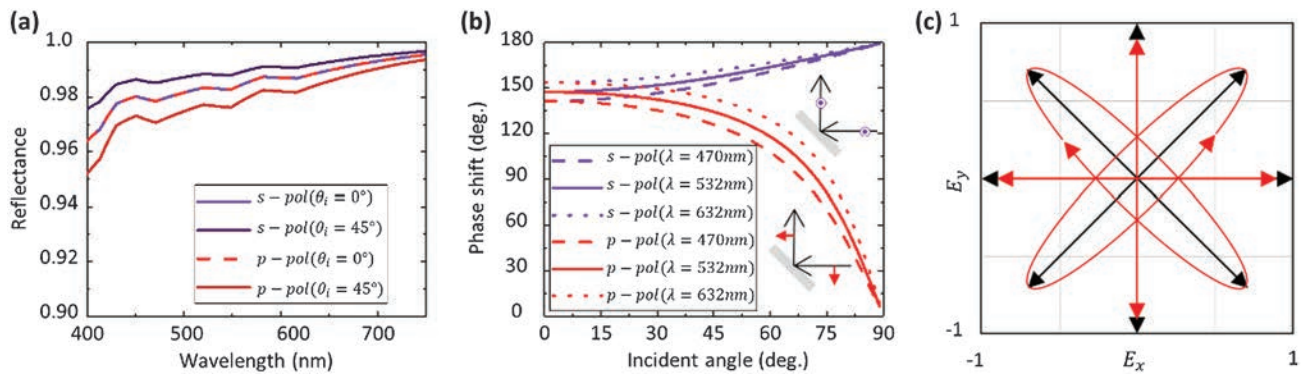 (a)
1.0
0.98
0.96
0.94
0.92
0.90
Reflectance
s − pol(θᵢ = 0°)
s − pol(θᵢ = 45°)
p − pol(θᵢ = 0°)
p − pol(θᵢ = 45°)
400
500
600
700
Wavelength (nm)
(b)
180
150
120
90
60
30
0
Phase shift (deg.)
s − pol(λ = 470nm)
s − pol(λ = 532nm)
s − pol(λ = 632nm)
p − pol(λ = 470nm)
p − pol(λ = 532nm)
p − pol(λ = 632nm)
0
15
30
45
60
75
90
Incident angle (deg.)
(c)
1
E_y
-1
-1
E_x
1